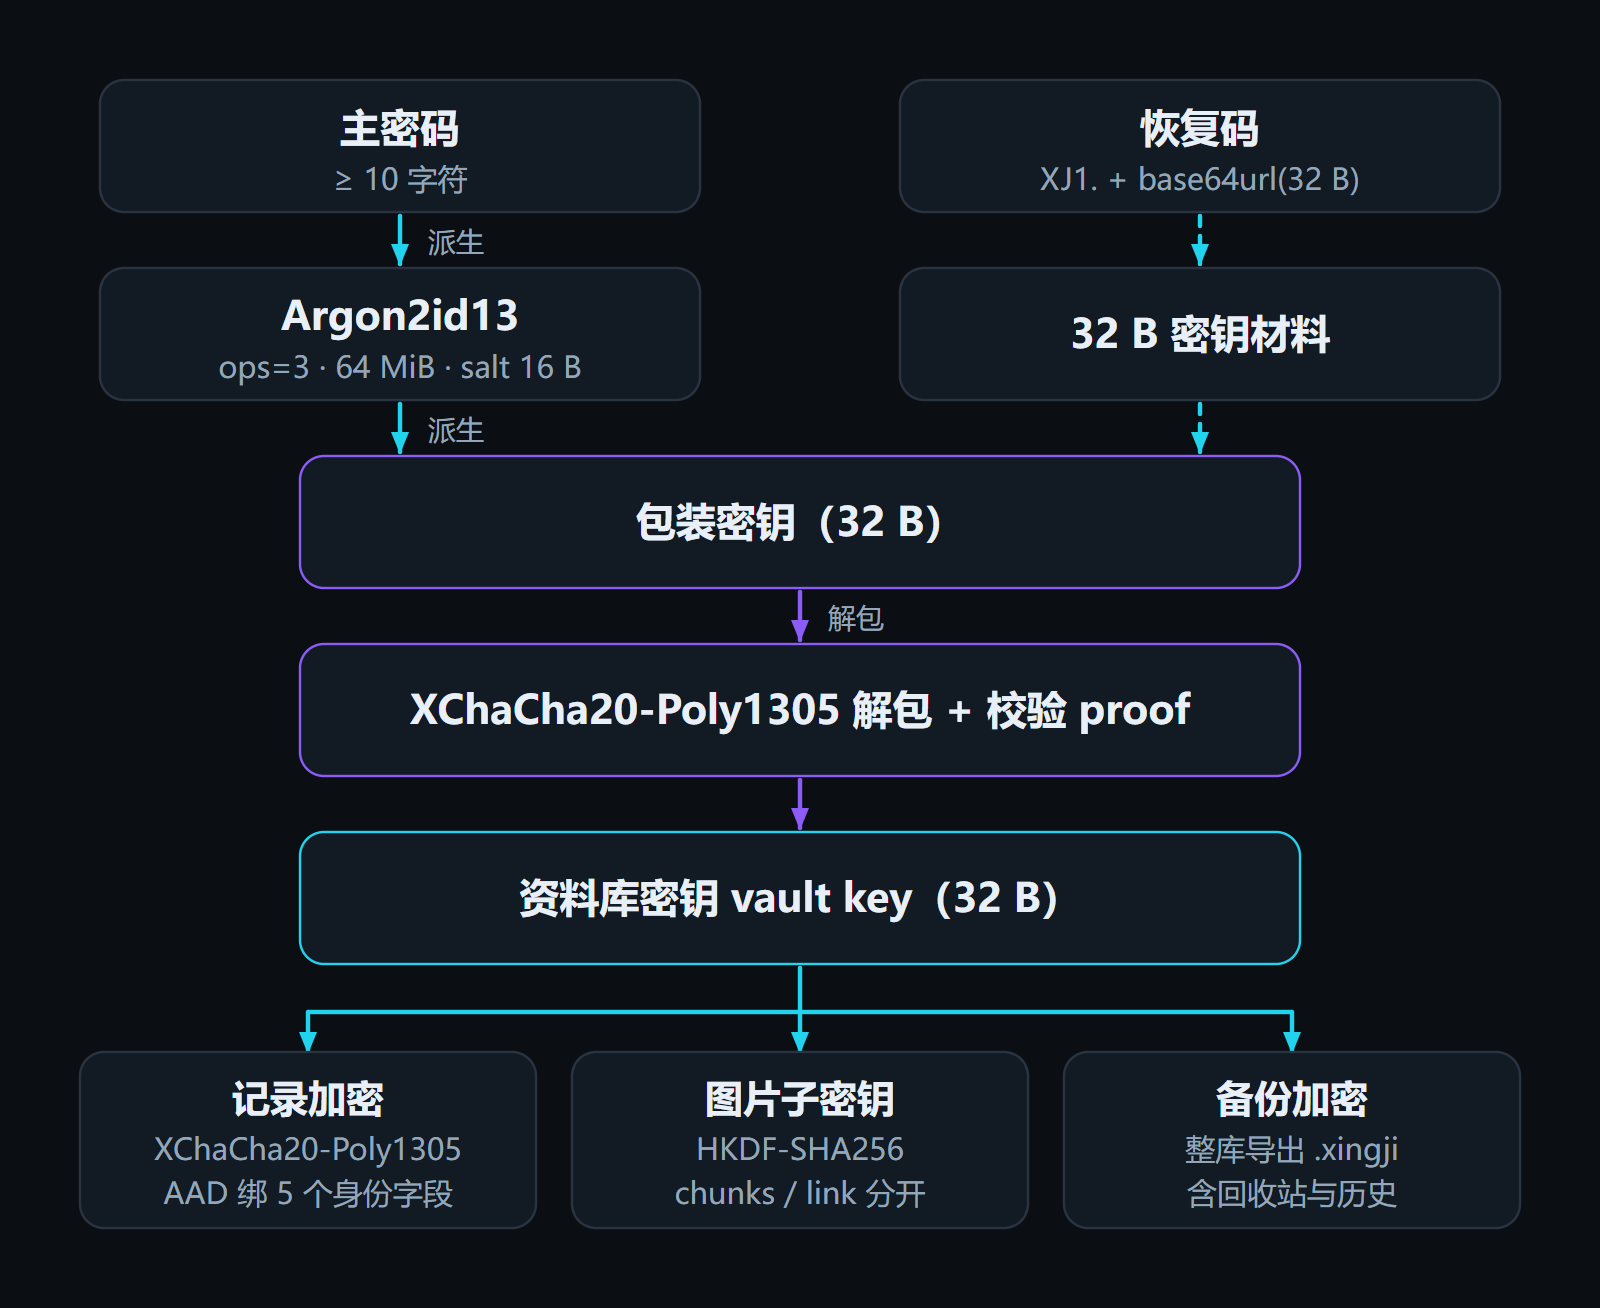 主密码
≥ 10 字符
恢复码
XJ1. + base64url(32 B)
派生
Argon2id13
ops=3 · 64 MiB · salt 16 B
32 B 密钥材料
派生
包装密钥（32 B）
解包
XChaCha20-Poly1305 解包 + 校验 proof
资料库密钥 vault key（32 B）
记录加密
XChaCha20-Poly1305
AAD 绑 5 个身份字段
图片子密钥
HKDF-SHA256
chunks / link 分开
备份加密
整库导出 .xingji
含回收站与历史